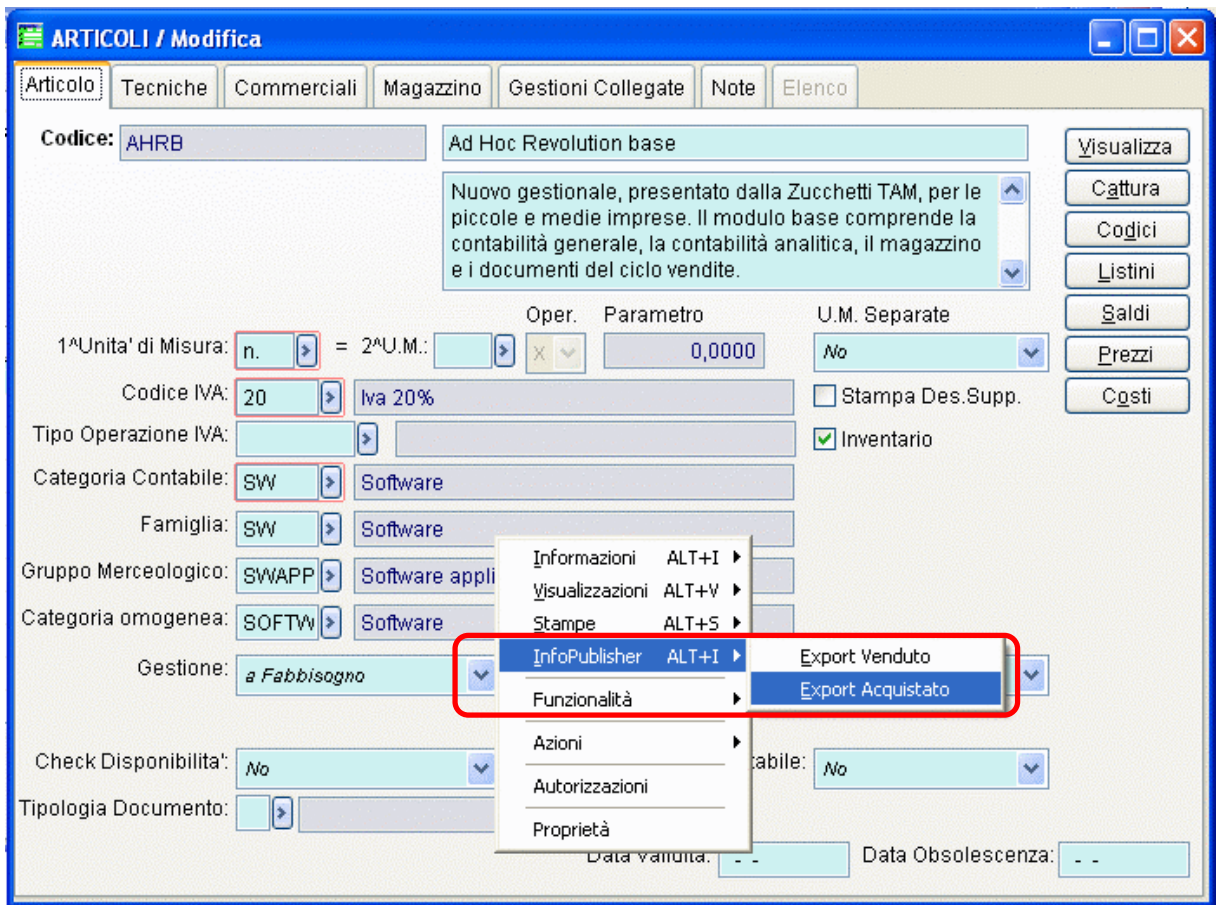 ARTICOLI / Modifica
Articolo Tecniche Commerciali Magazzino Gestioni Collegate Note Elenco
Codice: AHRB Ad Hoc Revolution base Visualizza
Nuovo gestionale, presentato dalla Zucchetti TAM, per le Cattura
piccole e medie imprese. Il modulo base comprende la
contabilità generale, la contabilità analitica, il magazzino Codici
e i documenti del ciclo vendite. Listini
Oper. Parametro U.M. Separate Saldi
1^Unita' di Misura: n. = 2^U.M.: X 0,0000 No Prezzi
Codice IVA: 20 Iva 20% Stampa Des.Supp. Costi
Tipo Operazione IVA: Inventario
Categoria Contabile: SW Software
Famiglia: SW Software
Gruppo Merceologico: SWAPP Software appli
Categoria omogenea: SOFTW Software
Gestione: a Fabbisogno
Informazioni ALT+I
Visualizzazioni ALT+V
Stampe ALT+S
InfoPublisher ALT+I Export Venduto
Export Acquistato
Funzionalità
Azioni
Autorizzazioni
Proprietà
Check Disponibilita': No tabile: No
Tipologia Documento:
Data Validita: - - Data Obsolescenza: - -